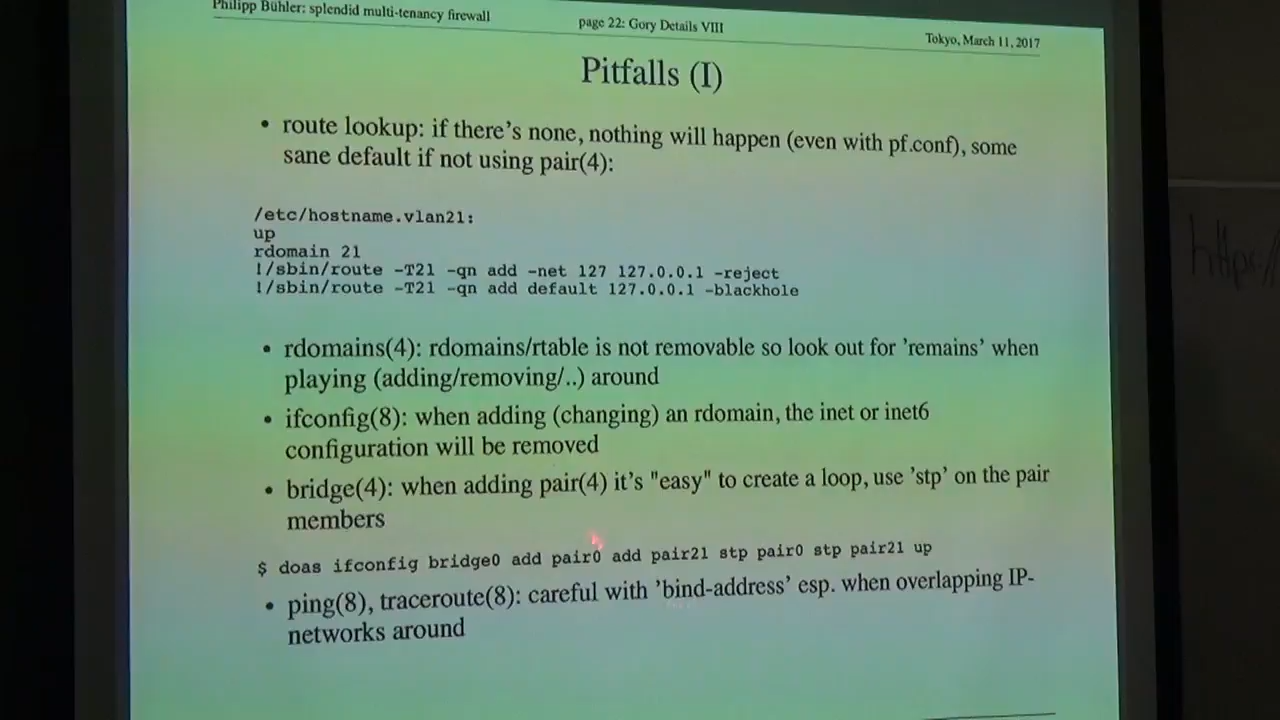 Philipp Bühler: splendid multi-tenancy firewall
page 22: Gory Details VIII
Tokyo, March 11, 2017
Pitfalls (I)
• route lookup: if there's none, nothing will happen (even with pf.conf), some
sane default if not using pair(4):
/etc/hostname.vlan21:
up
rdomain 21
!/sbin/route -T21 -qn add -net 127 127.0.0.1 -reject
!/sbin/route -T21 -qn add default 127.0.0.1 -blackhole
• rdomains(4): rdomains/rtable is not removable so look out for 'remains' when
playing (adding/removing/..) around
• ifconfig(8): when adding (changing) an rdomain, the inet or inet6
configuration will be removed
• bridge(4): when adding pair(4) it's "easy" to create a loop, use 'stp' on the pair
members
$ doas ifconfig bridge0 add pair0 add pair21 stp pair0 stp pair21 up
• ping(8), traceroute(8): careful with 'bind-address' esp. when overlapping IP-
networks around
https:/